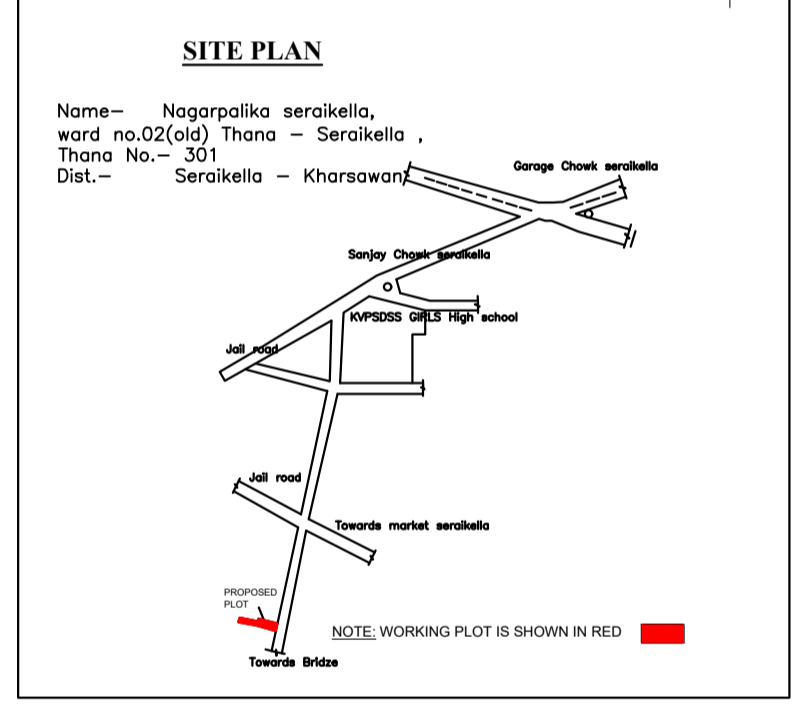 SITE PLAN
Name- Nagarpalika seraikella,
ward no.02(old) Thana - Seraikella ,
Thana No.- 301
Dist.- Seraikella - Kharsawan
Garage Chowk seraikella
Sanjay Chowk seraikella
KVPSDSS GIRLS High school
Jail road
Jail road
Towards market seraikella
PROPOSED
PLOT
NOTE: WORKING PLOT IS SHOWN IN RED
Towards Bridze